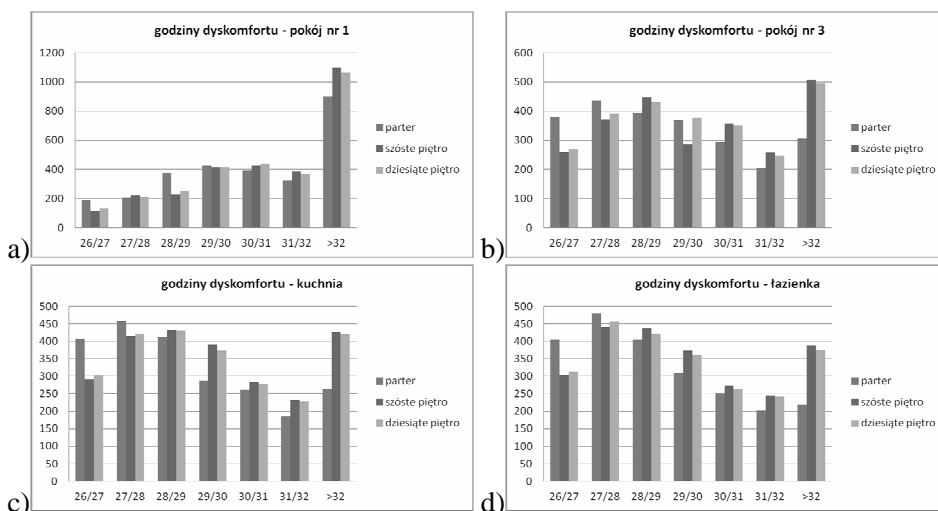 godziny dyskomfortu - pokój nr 1
1200
1000
800
600
400
200
0
26/27 27/28 28/29 29/30 30/31 31/32 >32
parter
szóste piętro
dziesiąte piętro
a)
godziny dyskomfortu - pokój nr 3
600
500
400
300
200
100
0
26/27 27/28 28/29 29/30 30/31 31/32 >32
parter
szóste piętro
dziesiąte piętro
b)
godziny dyskomfortu - kuchnia
500
450
400
350
300
250
200
150
100
50
0
26/27 27/28 28/29 29/30 30/31 31/32 >32
parter
szóste piętro
dziesiąte piętro
c)
godziny dyskomfortu - łazienka
500
450
400
350
300
250
200
150
100
50
0
26/27 27/28 28/29 29/30 30/31 31/32 >32
parter
szóste piętro
dziesiąte piętro
d)